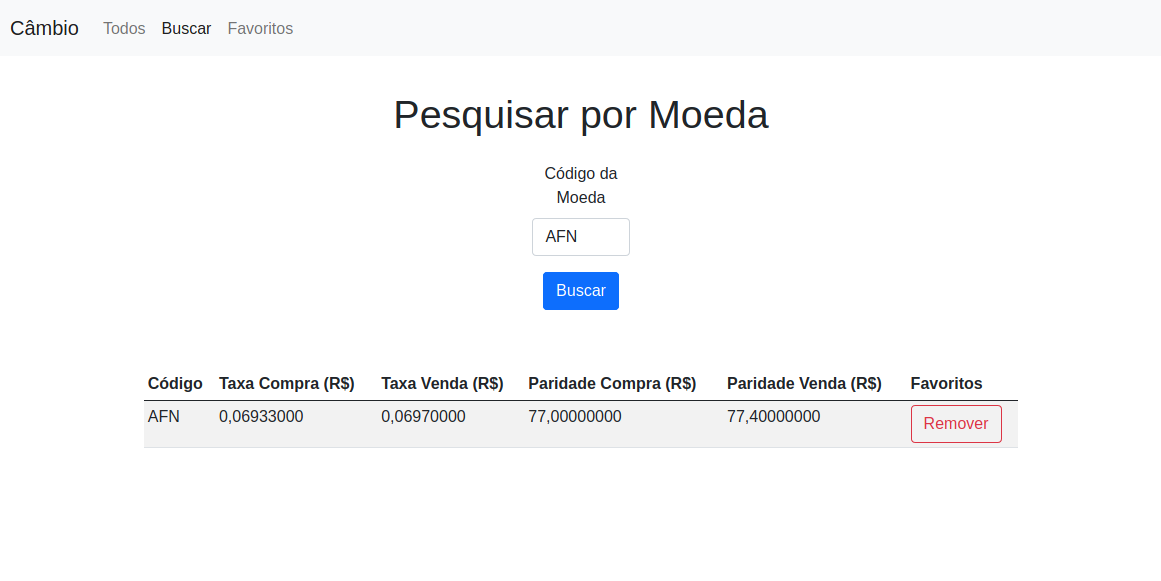 Câmbio Todos Buscar Favoritos
Pesquisar por Moeda
Código da
Moeda
AFN
Buscar
Código Taxa Compra (R$) Taxa Venda (R$) Paridade Compra (R$) Paridade Venda (R$) Favoritos
AFN 0,06933000 0,06970000 77,00000000 77,40000000 Remover